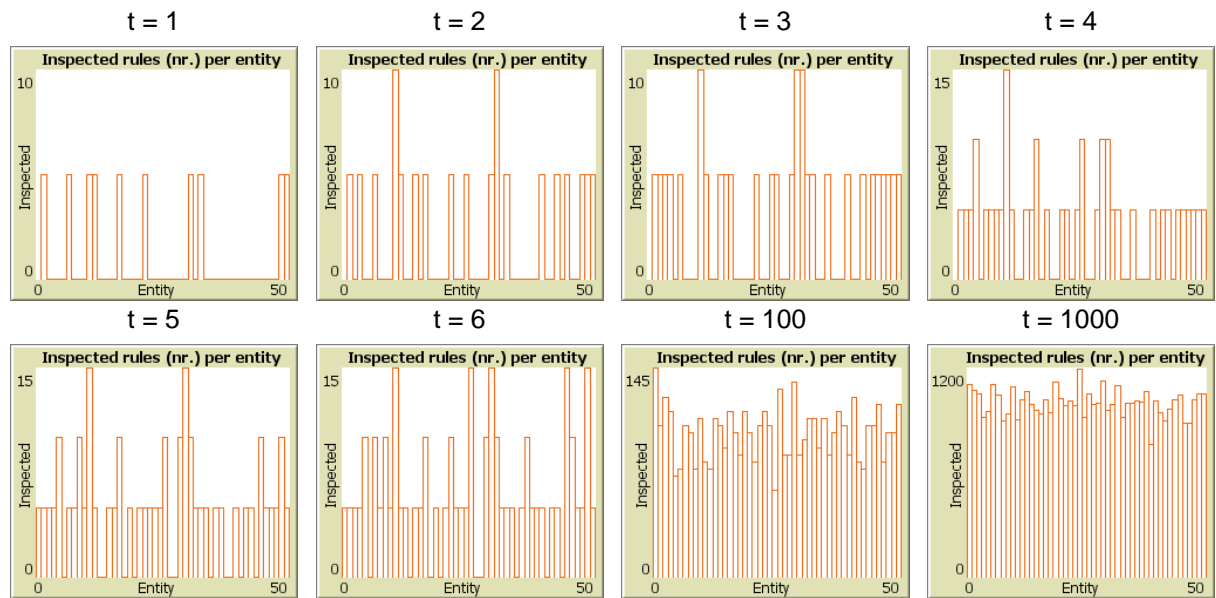 t = 1
t = 2
t = 3
t = 4
Inspected rules (nr.) per entity
10
Inspected
0
0
Entity
50
Inspected rules (nr.) per entity
10
Inspected
0
0
Entity
50
Inspected rules (nr.) per entity
10
Inspected
0
0
Entity
50
Inspected rules (nr.) per entity
15
Inspected
0
0
Entity
50
t = 5
t = 6
t = 100
t = 1000
Inspected rules (nr.) per entity
15
Inspected
0
0
Entity
50
Inspected rules (nr.) per entity
15
Inspected
0
0
Entity
50
Inspected rules (nr.) per entity
145
Inspected
0
0
Entity
50
Inspected rules (nr.) per entity
1200
Inspected
0
0
Entity
50